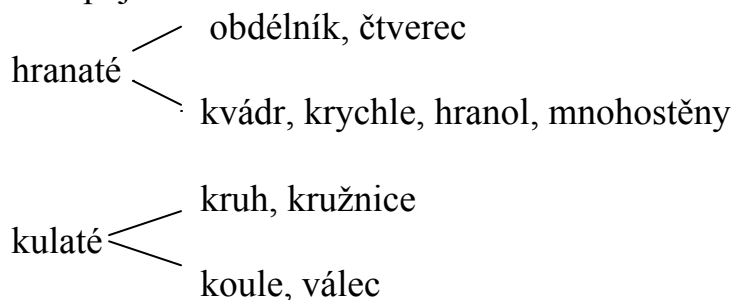 obdélník, čtverec
hranaté
kvádr, krychle, hranol, mnohostěny
kruh, kružnice
kulaté
koule, válec